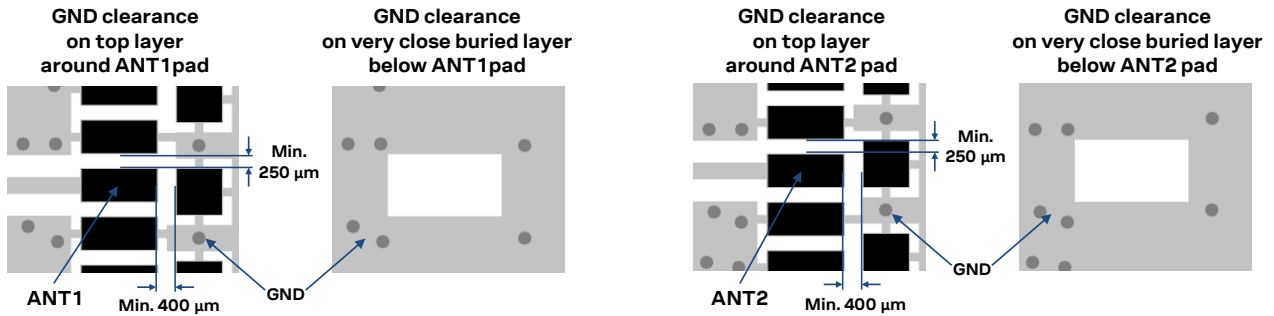 GND clearance
on top layer
around ANT1pad
GND clearance
on very close buried layer
below ANT1pad
Min.
250 µm
ANT1
Min. 400 µm
GND
GND clearance
on top layer
around ANT2 pad
GND clearance
on very close buried layer
below ANT2 pad
Min.
250 µm
ANT2
Min. 400 µm
GND